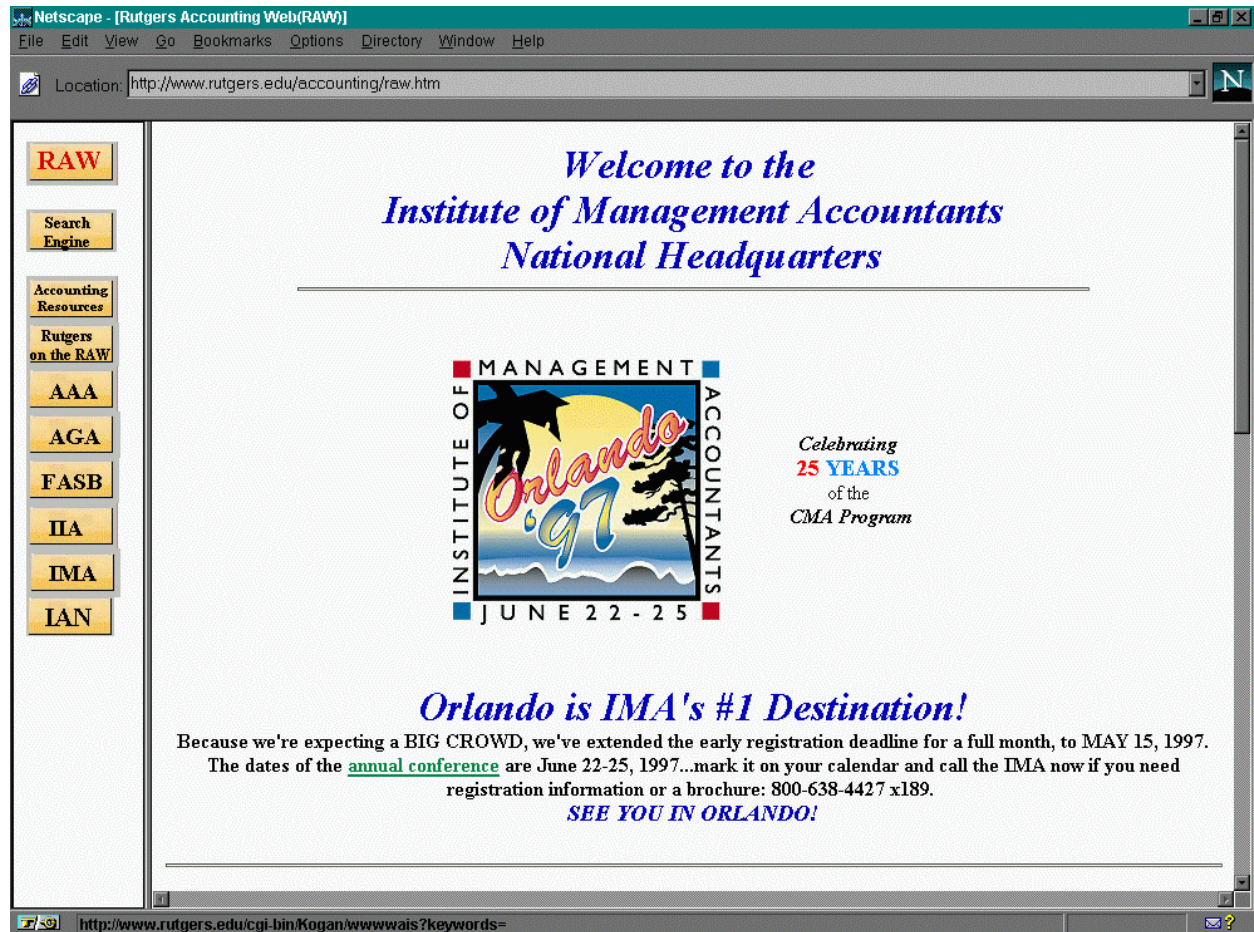 Netscape - [Rutgers Accounting Web(RAW)]
File Edit View Go Bookmarks Options Directory Window Help
Location: http://www.rutgers.edu/accounting/raw.htm
N
RAW
Search
Engine
Accounting
Resources
Rutgers
on the RAW
AAA
AGA
FASB
IIA
IMA
IAN
Welcome to the
Institute of Management Accountants
National Headquarters
INSTITUTE OF
MANAGEMENT
ACCOUNTANTS
Orlando
'97
JUNE 22-25
Celebrating
25 YEARS
of the
CMA Program
Orlando is IMA's #1 Destination!
Because we're expecting a BIG CROWD, we've extended the early registration deadline for a full month, to MAY 15, 1997.
The dates of the annual conference are June 22-25, 1997...mark it on your calendar and call the IMA now if you need
registration information or a brochure: 800-638-4427 x189.
SEE YOU IN ORLANDO!
http://www.rutgers.edu/cgi-bin/Kogan/wwwwais?keywords=